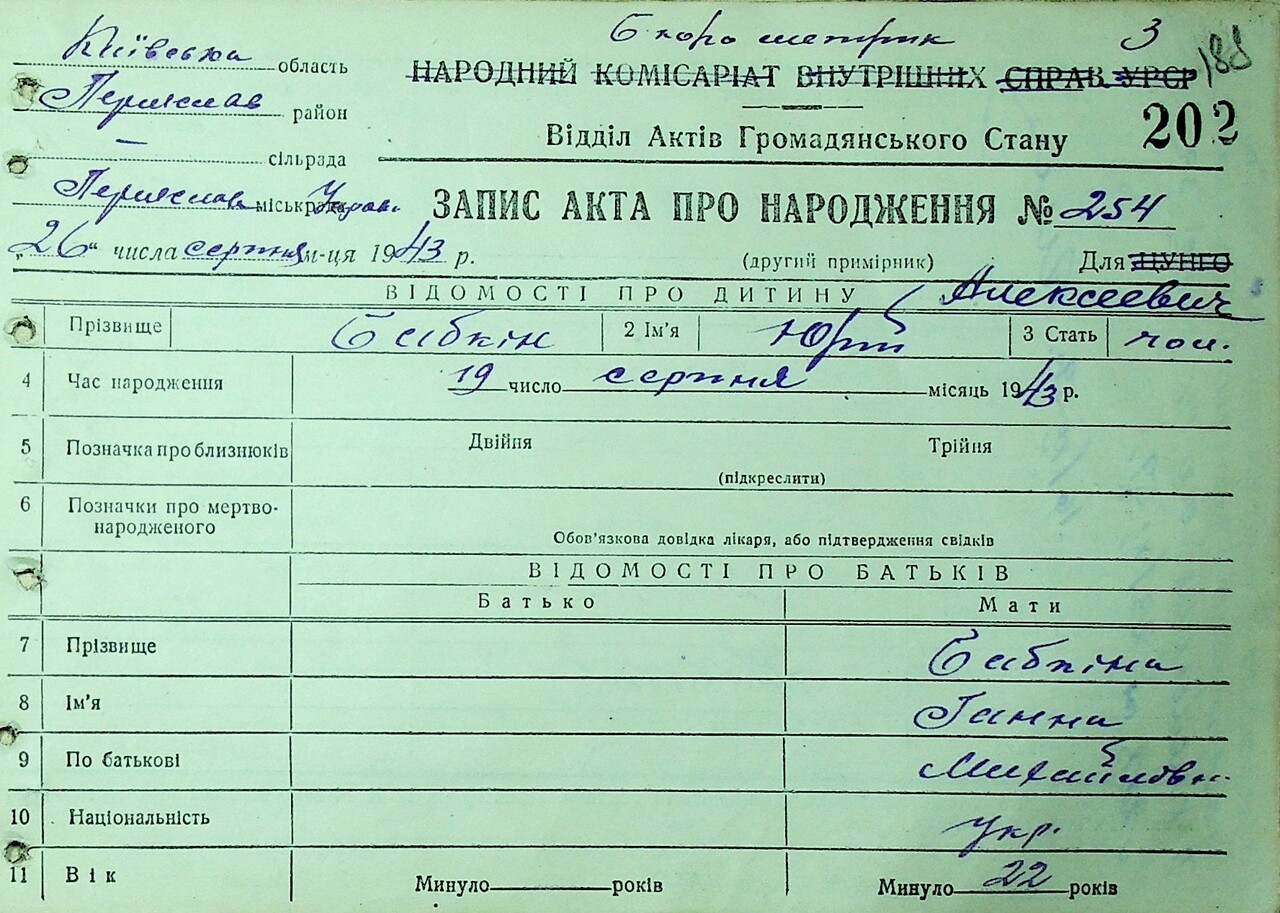 Бюро метрик 3
188
Київська область
НАРОДНИЙ КОМІСАРІАТ ВНУТРІШНИХ СПРАВ УРСР
Переяслав район
Відділ Актів Громадянського Стану 202
— сільрада
Переяслав міськрада Управ.
ЗАПИС АКТА ПРО НАРОДЖЕННЯ № 254
„26“ числа серпня м-ця 1943 р.
(другий примірник) Для ЦУНГО
ВІДОМОСТІ ПРО ДИТИНУ Алексеевич
Прізвище Бабкін 2 Ім'я Юрій 3 Стать чол.
4 Час народження 19 число серпня місяць 1943 р.
5 Позначка про близнюків Двійня Трійня
(підкреслити)
6 Позначки про мертво-
народженого
Обов'язкова довідка лікаря, або підтвердження свідків
ВІДОМОСТІ ПРО БАТЬКІВ
Батько Мати
7 Прізвище Бабкіна
8 Ім'я Ганна
9 По батькові Михайлівн.
10 Національність Укр.
11 Вік Минуло років Минуло 22 років